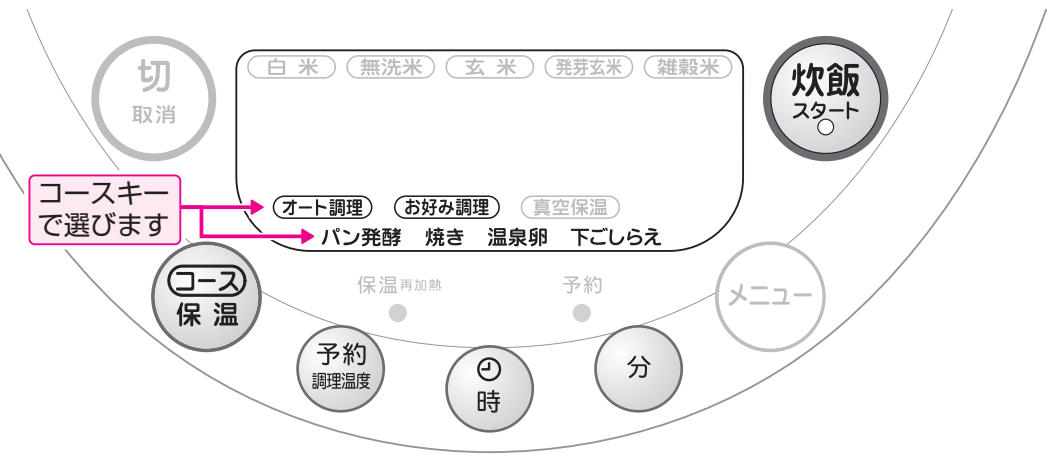 切
取消
白米 無洗米 玄米 発芽玄米 雑穀米
炊飯
スタート
コースキー
で選びます
オート調理 お好み調理 真空保温
パン発酵 焼き 温泉卵 下ごしらえ
コース
保温
保温再加熱
予約
メニュー
予約
調理温度
時
分